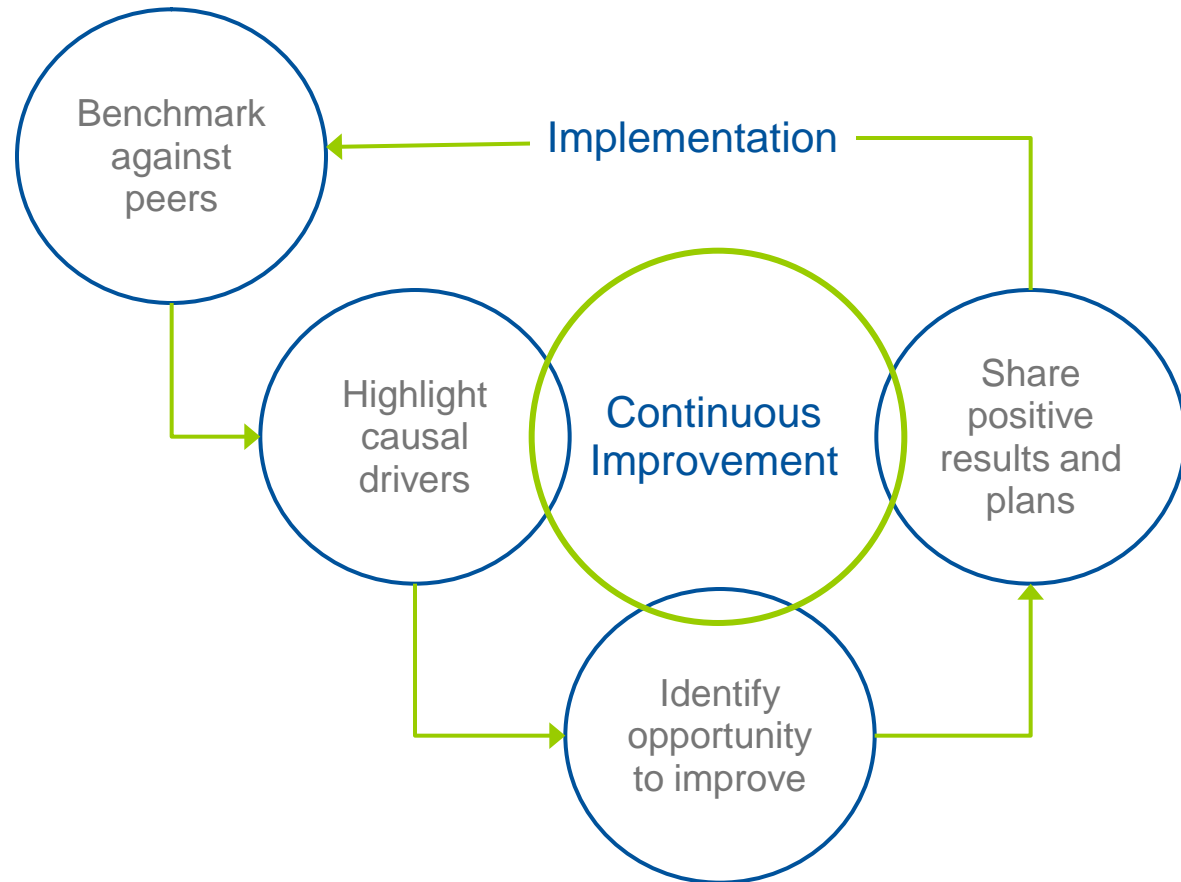 Benchmark
against
peers
Implementation
Highlight
causal
drivers
Continuous
Improvement
Share
positive
results and
plans
Identify
opportunity
to improve